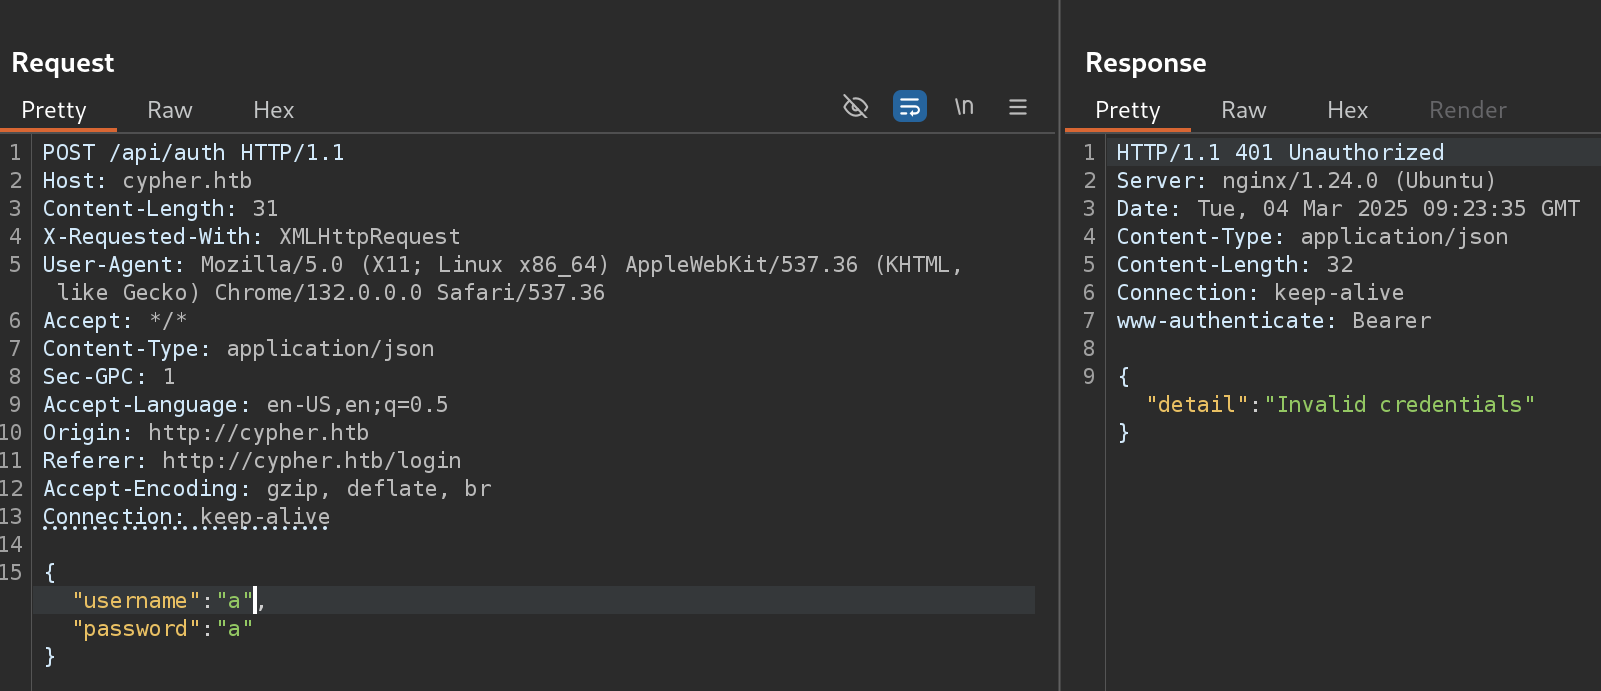 Request
Pretty Raw Hex \n
1 POST /api/auth HTTP/1.1
2 Host: cypher.htb
3 Content-Length: 31
4 X-Requested-With: XMLHttpRequest
5 User-Agent: Mozilla/5.0 (X11; Linux x86_64) AppleWebKit/537.36 (KHTML,
like Gecko) Chrome/132.0.0.0 Safari/537.36
6 Accept: */*
7 Content-Type: application/json
8 Sec-GPC: 1
9 Accept-Language: en-US,en;q=0.5
10 Origin: http://cypher.htb
11 Referer: http://cypher.htb/login
12 Accept-Encoding: gzip, deflate, br
13 Connection: keep-alive
14
15 {
"username":"a",
"password":"a"
}
Response
Pretty Raw Hex Render
1 HTTP/1.1 401 Unauthorized
2 Server: nginx/1.24.0 (Ubuntu)
3 Date: Tue, 04 Mar 2025 09:23:35 GMT
4 Content-Type: application/json
5 Content-Length: 32
6 Connection: keep-alive
7 www-authenticate: Bearer
8
9 {
"detail":"Invalid credentials"
}